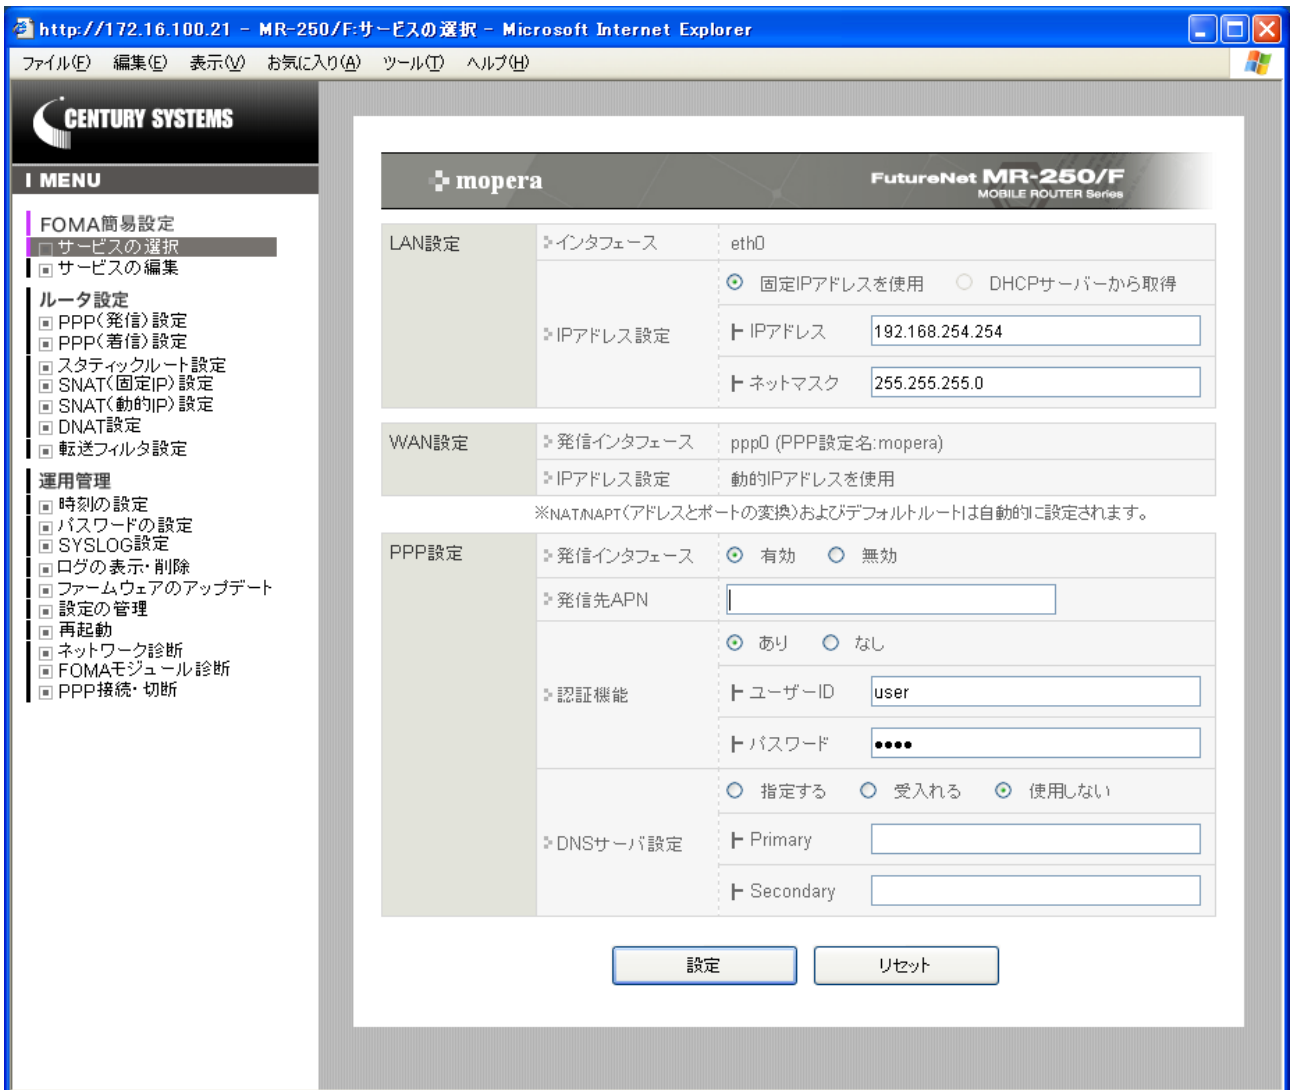 http://172.16.100.21 - MR-250/F:サービスの選択 - Microsoft Internet Explorer
ファイル(F) 編集(E) 表示(V) お気に入り(A) ツール(T) ヘルプ(H)
CENTURY SYSTEMS
MENU
FOMA簡易設定
サービスの選択
サービスの編集
ルータ設定
PPP(発信)設定
PPP(着信)設定
スタティックルート設定
SNAT(固定IP)設定
SNAT(動的IP)設定
DNAT設定
転送フィルタ設定
運用管理
時刻の設定
パスワードの設定
SYSLOG設定
ログの表示・削除
ファームウェアのアップデート
設定の管理
再起動
ネットワーク診断
FOMAモジュール診断
PPP接続・切断
mopera
FutureNet MR-250/F
MOBILE ROUTER Series
LAN設定 インタフェース eth0
固定IPアドレスを使用 DHCPサーバーから取得
IPアドレス設定
IPアドレス 192.168.254.254
ネットマスク 255.255.255.0
WAN設定 発信インタフェース ppp0 (PPP設定名:mopera)
IPアドレス設定 動的IPアドレスを使用
※NAT/NAPT(アドレスとポートの変換)およびデフォルトルートは自動的に設定されます。
PPP設定 発信インタフェース 有効 無効
発信先APN
認証機能
あり なし
ユーザーID user
パスワード ●●●●
DNSサーバ設定
指定する 受入れる 使用しない
Primary
Secondary
設定 リセット